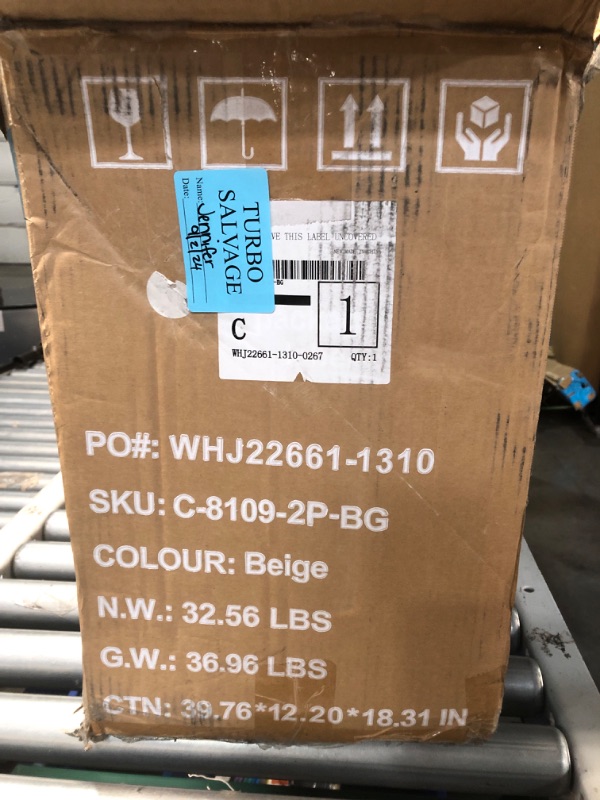 TURBO
SALVAGE
Name: Jennifer
Date: 6/2/24
VE THIS LABEL UNCOVERED
-BG
C
1
WHJ22661-1310-0267 QTY:1
PO#: WHJ22661-1310
SKU: C-8109-2P-BG
COLOUR: Beige
N.W.: 32.56 LBS
G.W.: 36.96 LBS
CTN: 39.76*12.20*18.31 IN